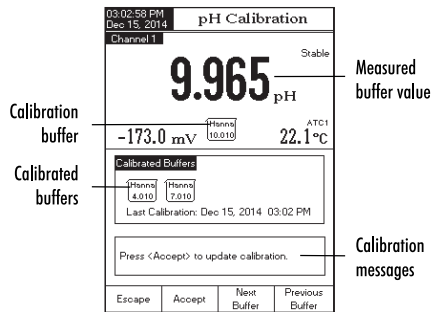 03:02:58 PM
Dec 15, 2014
pH Calibration
Channel 1
Stable
9.965 pH
Measured
buffer value
Calibration
buffer
-173.0 mV
Hanna
10.010
ATC1
22.1°C
Calibrated
buffers
Calibrated Buffers
Hanna
4.010
Hanna
7.010
Last Calibration: Dec 15, 2014 03:02 PM
Press <Accept> to update calibration.
Calibration
messages
Escape
Accept
Next
Buffer
Previous
Buffer